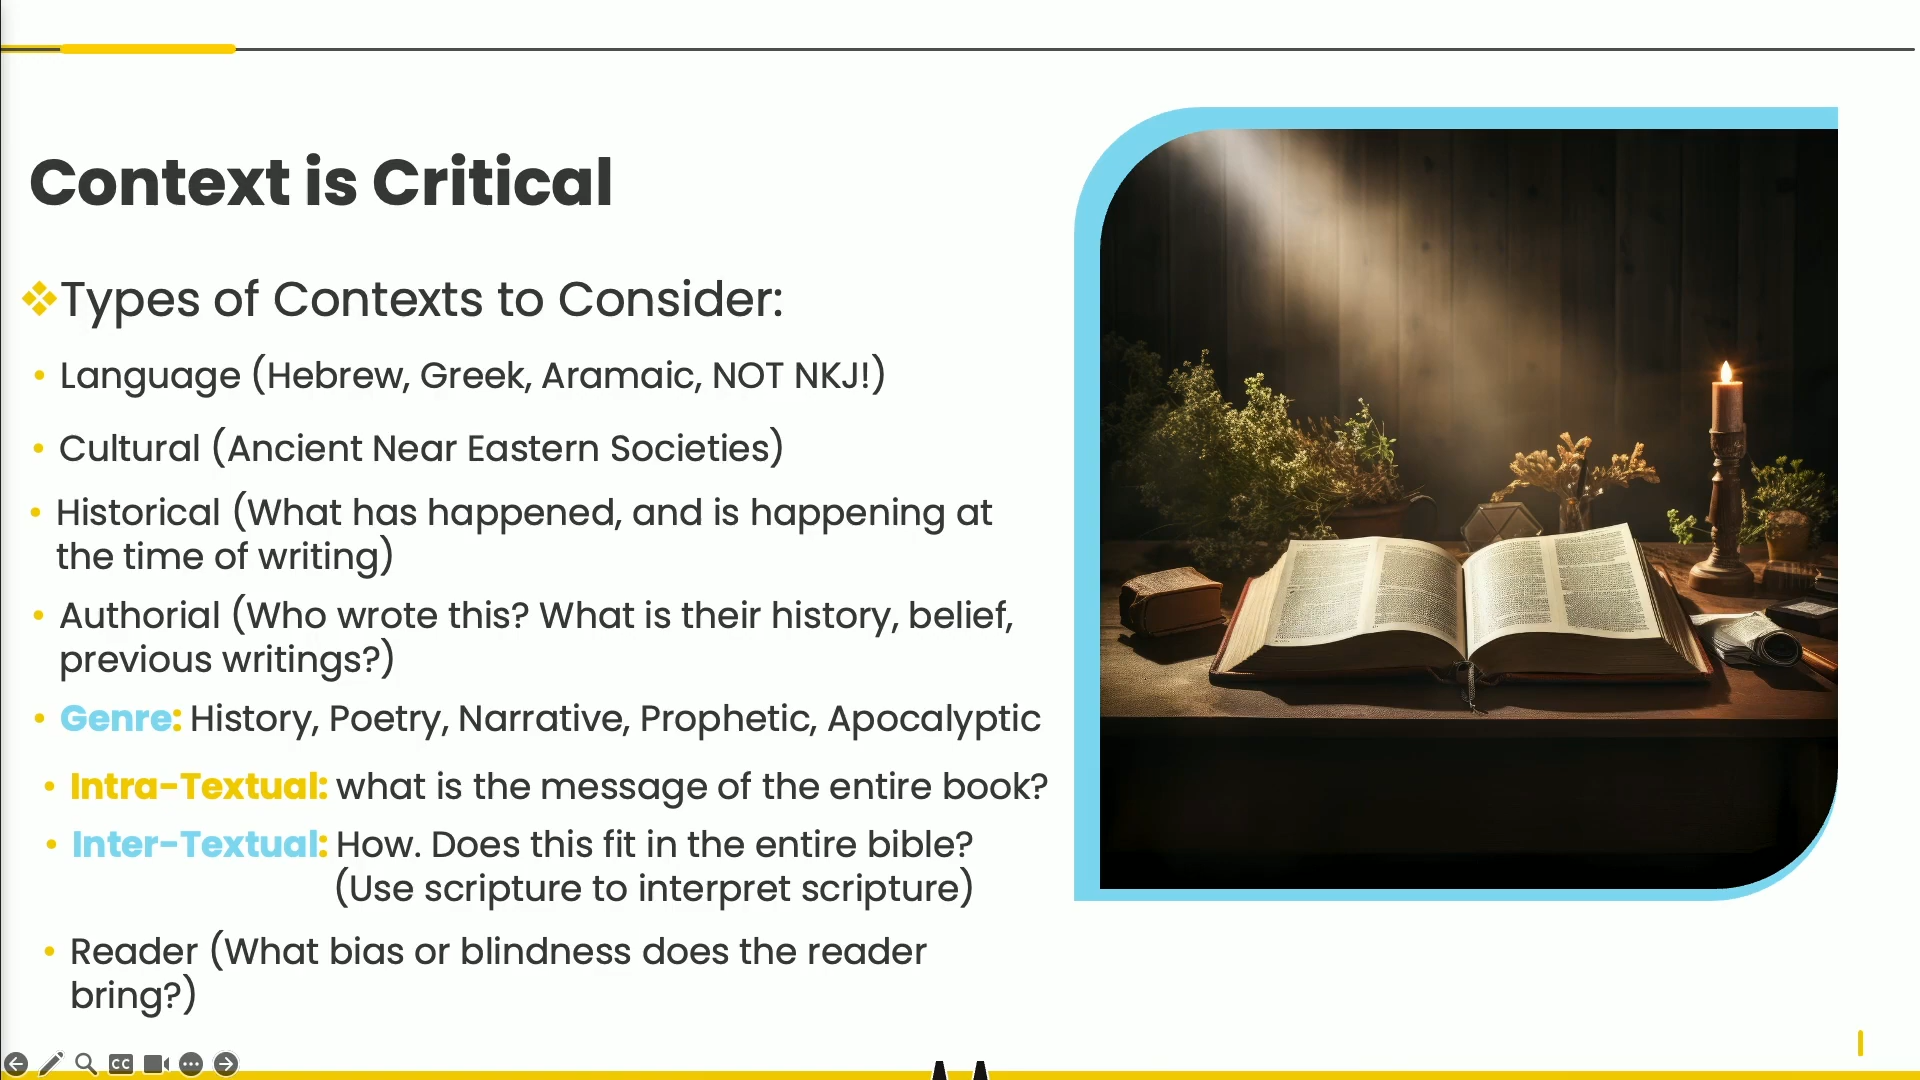 Context is Critical
Types of Contexts to Consider:
Language (Hebrew, Greek, Aramaic, NOT NKJ!)
Cultural (Ancient Near Eastern Societies)
Historical (What has happened, and is happening at
the time of writing)
Authorial (Who wrote this? What is their history, belief,
previous writings?)
Genre: History, Poetry, Narrative, Prophetic, Apocalyptic
Intra-Textual: what is the message of the entire book?
Inter-Textual: How. Does this fit in the entire bible?
(Use scripture to interpret scripture)
Reader (What bias or blindness does the reader
bring?)
CC